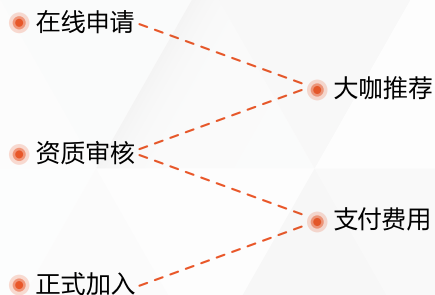 在线申请
大咖推荐
资质审核
支付费用
正式加入